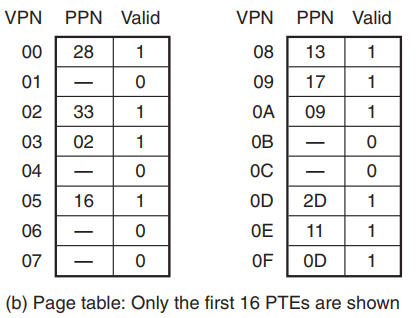 VPN PPN Valid VPN PPN Valid
00 28 1 08 13 1
01 — 0 09 17 1
02 33 1 0A 09 1
03 02 1 0B — 0
04 — 0 0C — 0
05 16 1 0D 2D 1
06 — 0 0E 11 1
07 — 0 0F 0D 1
(b) Page table: Only the first 16 PTEs are shown